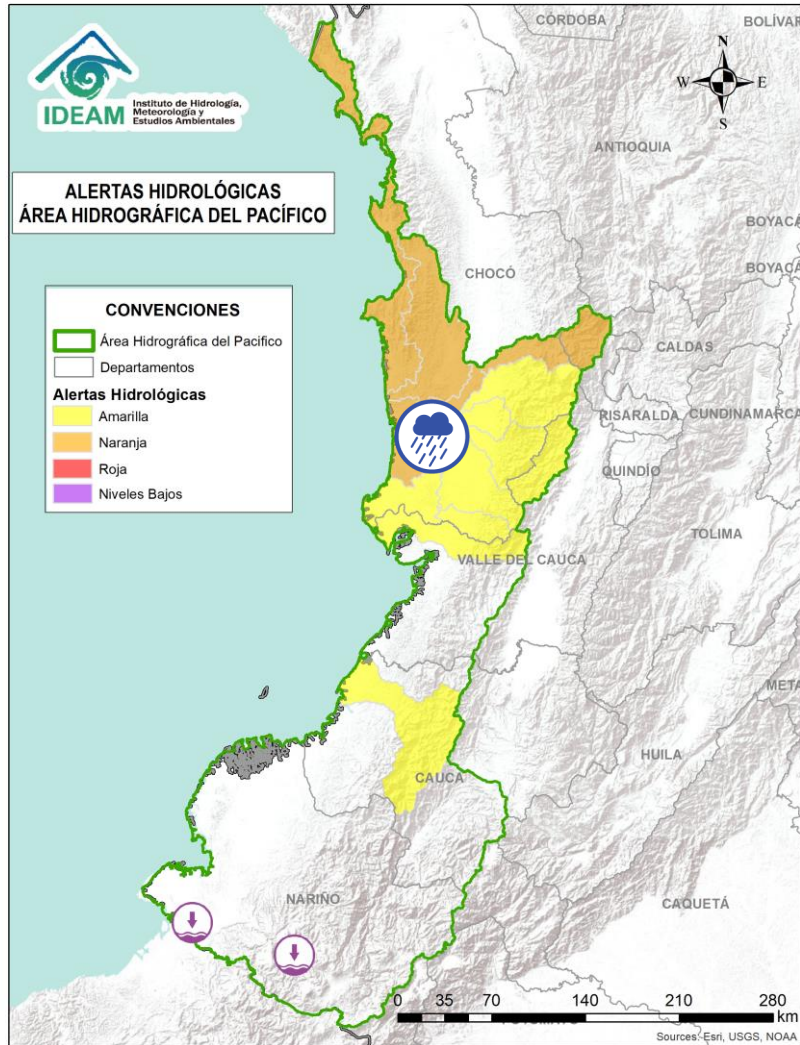 CÓRDOBA
BOLÍVAR
IDEAM
Instituto de Hidrología,
Meteorología y
Estudios Ambientales
N
W E
S
ANTIOQUIA
ALERTAS HIDROLÓGICAS
ÁREA HIDROGRÁFICA DEL PACÍFICO
BOYACÁ
BOYACÁ
CHOCÓ
CONVENCIONES
Área Hidrográfica del Pacifico
Departamentos
Alertas Hidrológicas
Amarilla
Naranja
Roja
Niveles Bajos
CALDAS
RISARALDA
CUNDINAMARCA
QUINDÍO
TOLIMA
VALLE DEL CAUCA
META
HUILA
CAUCA
NARIÑO
CAQUETÁ
0 35 70 140 210 280
km
Sources: Esri, USGS, NOAA